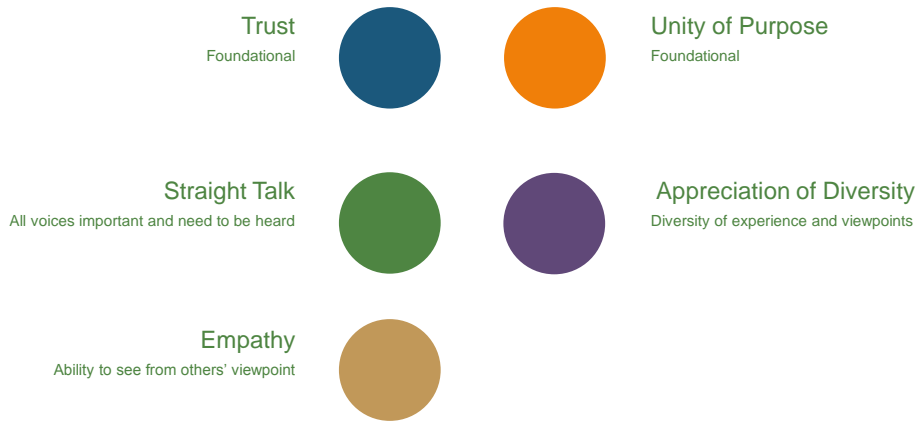 Trust
Foundational
Unity of Purpose
Foundational
Straight Talk
All voices important and need to be heard
Appreciation of Diversity
Diversity of experience and viewpoints
Empathy
Ability to see from others’ viewpoint